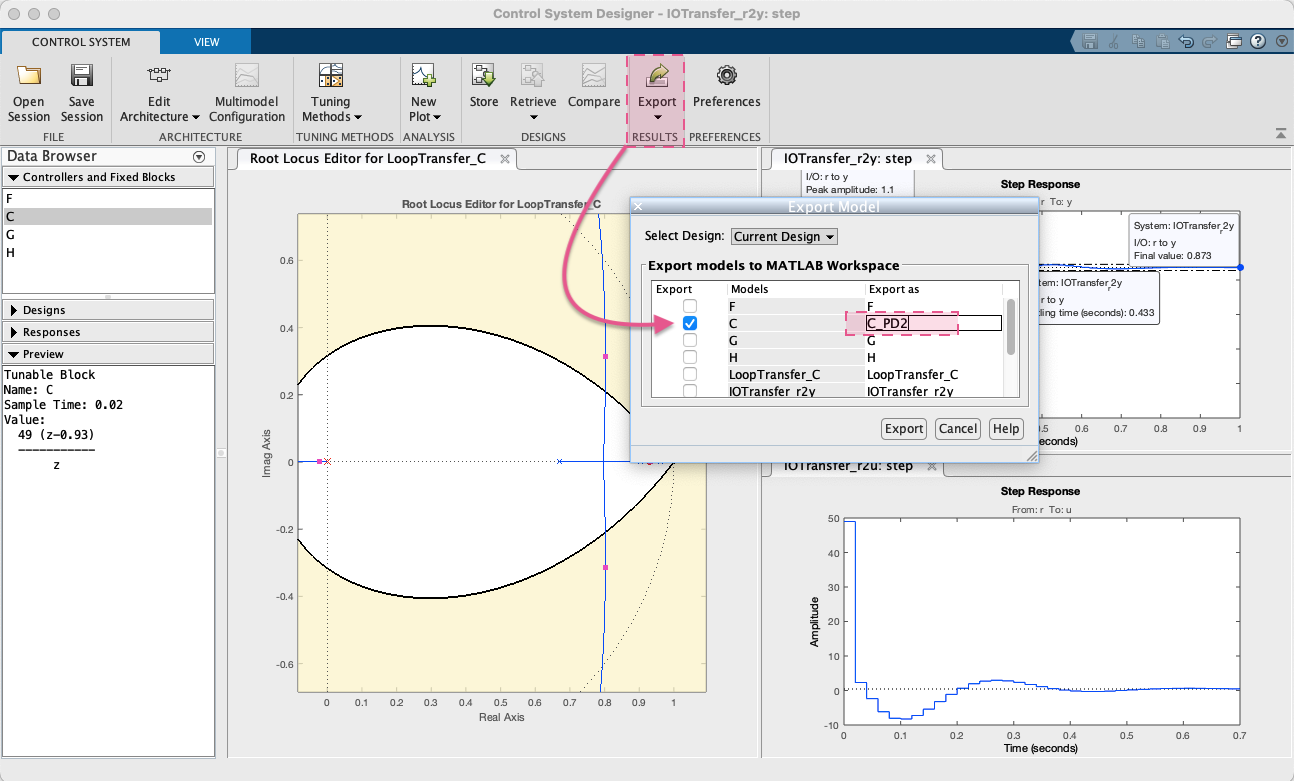 Control System Designer - IOTransfer_r2y: step
CONTROL SYSTEM
VIEW
Open Session
Save Session
Edit Architecture
Multimodel Configuration
Tuning Methods
New Plot
Store
Retrieve
Compare
Export
Preferences
FILE
ARCHITECTURE
TUNING METHODS
ANALYSIS
DESIGNS
RESULTS
PREFERENCES
Data Browser
Controllers and Fixed Blocks
F
C
G
H
Designs
Responses
Preview
Tunable Block
Name: C
Sample Time: 0.02
Value:
49 (z-0.93)
-----------
z
Root Locus Editor for LoopTransfer_C
Root Locus Editor for LoopTransfer_C
0.6
0.4
0.2
0
-0.2
-0.4
-0.6
Imag Axis
0 0.1 0.2 0.3 0.4 0.5 0.6 0.7 0.8 0.9 1
Real Axis
IOTransfer_r2y: step
I/O: r to y
Peak amplitude: 1.1
Step Response
r To: y
System: IOTransfer_r2y
I/O: r to y
Final value: 0.873
tem: IOTransfer_r2y
r to y
ding time (seconds): 0.433
.5 0.6 0.7 0.8 0.9 1
econds)
Export Model
Select Design: Current Design
Export models to MATLAB Workspace
Export Models Export as
F F
C C_PD2
G G
H H
LoopTransfer_C LoopTransfer_C
IOTransfer_r2y IOTransfer_r2y
Export Cancel Help
IOTransfer_r2u: step
Step Response
From: r To: u
50
40
30
20
10
0
-10
Amplitude
0 0.1 0.2 0.3 0.4 0.5 0.6 0.7
Time (seconds)